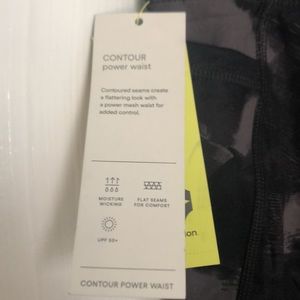 CONTOUR
power waist
Contoured seams create
a flattering look with
a power mesh waist for
added control.
MOISTURE
WICKING
FLAT SEAMS
FOR COMFORT
UPF 50+
CONTOUR POWER WAIST